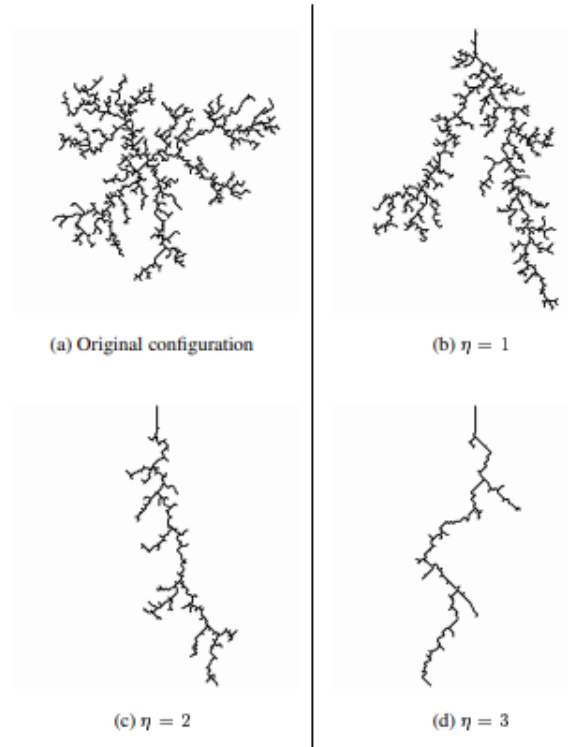 (a) Original configuration
(b) η = 1
(c) η = 2
(d) η = 3